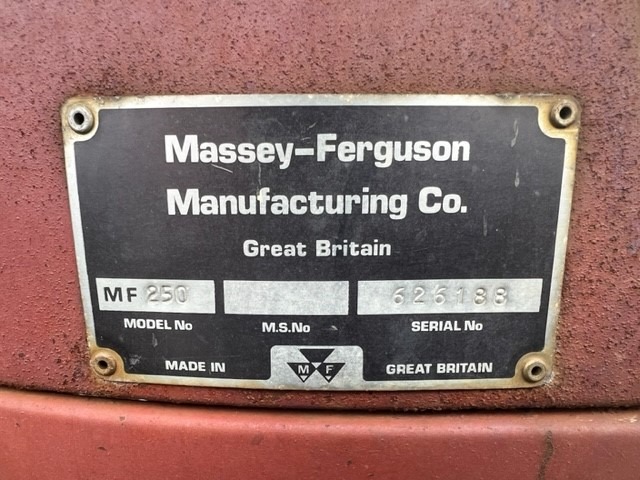 Massey-Ferguson
Manufacturing Co.
Great Britain
MF 250 626188
MODEL No M.S.No SERIAL No
MADE IN M F GREAT BRITAIN